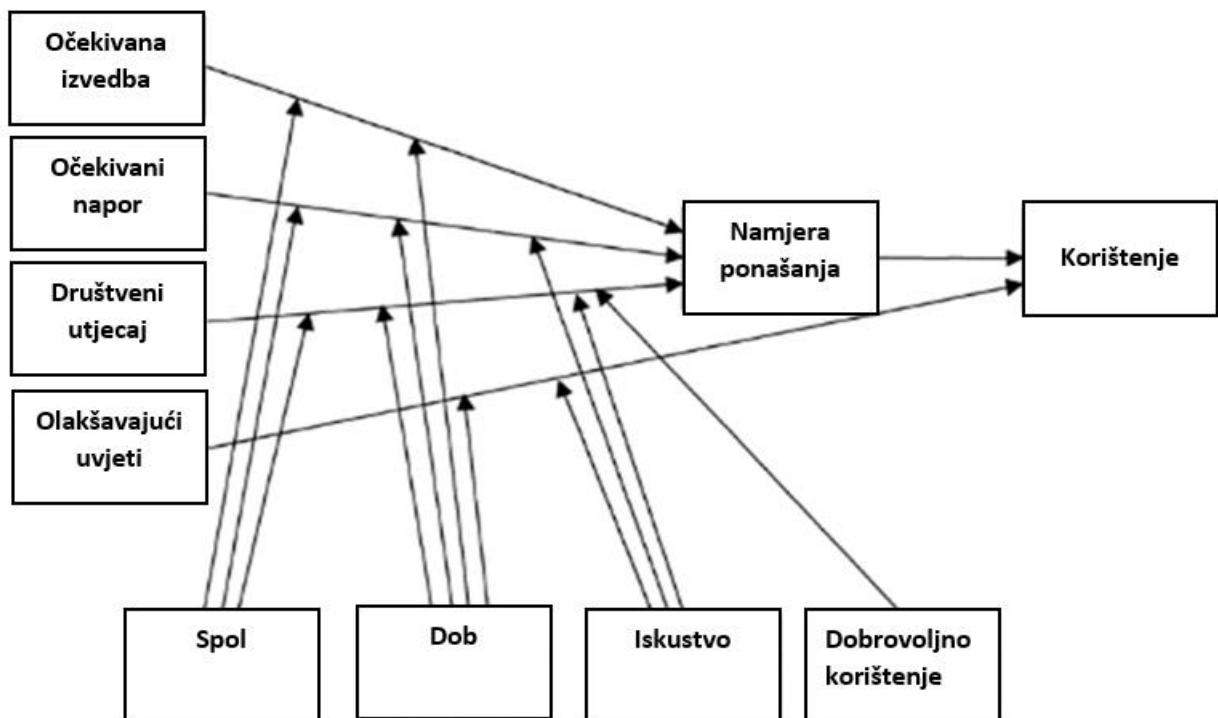 Očekivana
izvedba
Očekivani
napor
Društveni
utjecaj
Olakšavajući
uvjeti
Namjera
ponašanja
Korištenje
Spol
Dob
Iskustvo
Dobrovoljno
korištenje